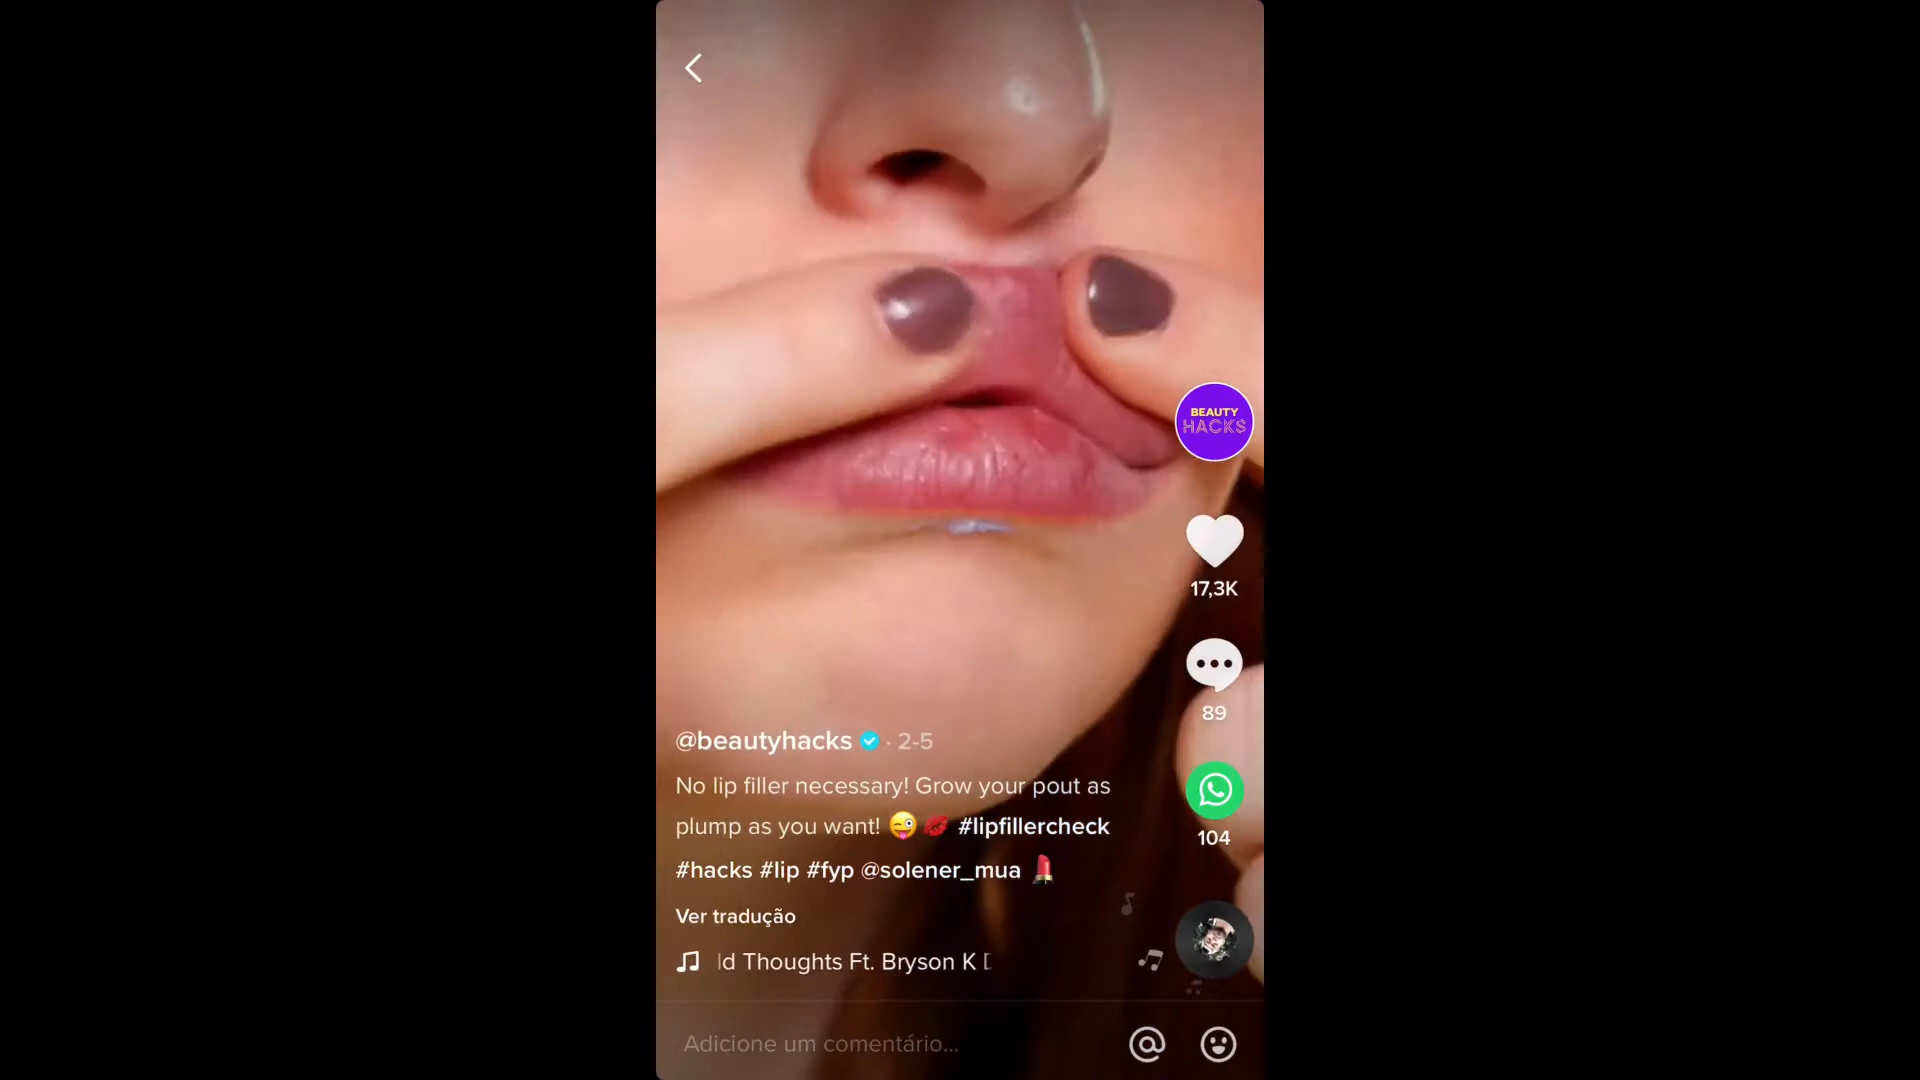 BEAUTY
HACKS
17,3K
89
@beautyhacks · 2-5
No lip filler necessary! Grow your pout as
plump as you want! 😜 💋 #lipfillercheck
#hacks #lip #fyp @solener_mua 💄
104
Ver tradução
ld Thoughts Ft. Bryson K D
Adicione um comentário...